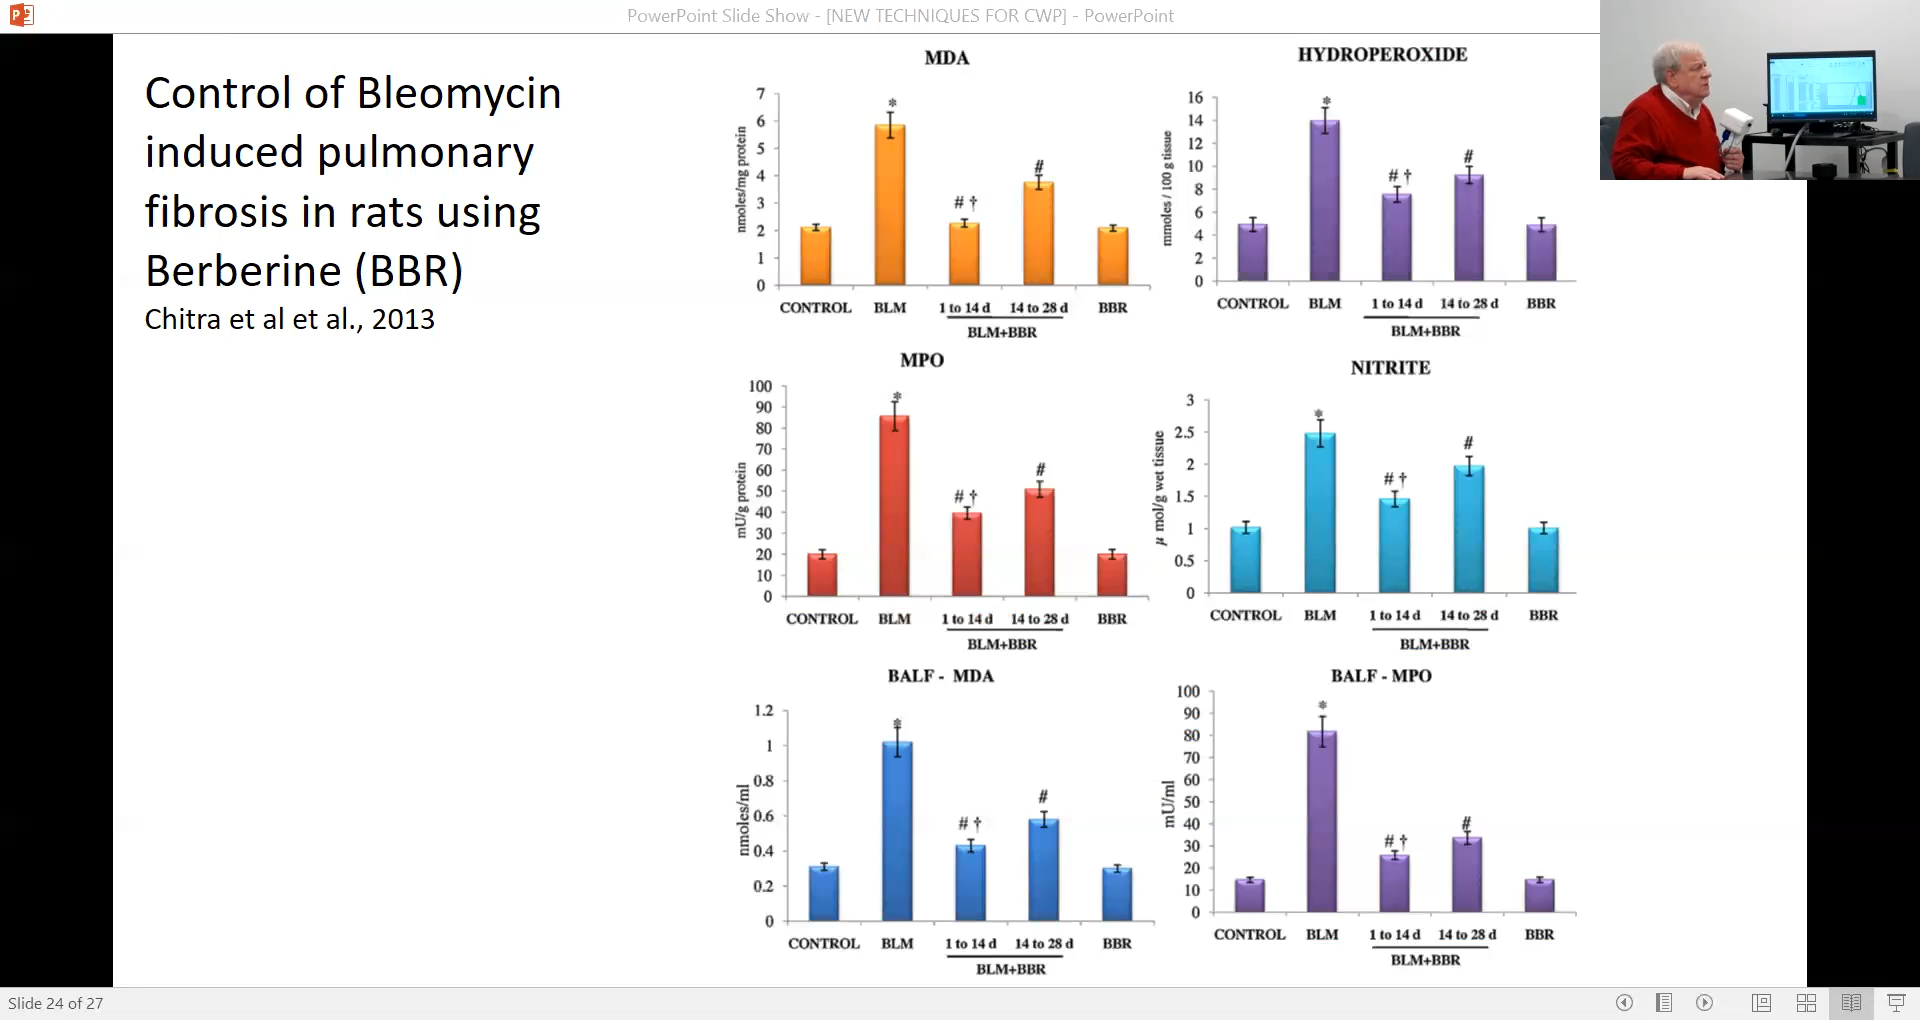 PowerPoint Slide Show - [NEW TECHNIQUES FOR CWP] - PowerPoint
Control of Bleomycin
induced pulmonary
fibrosis in rats using
Berberine (BBR)
Chitra et al et al., 2013
MDA
nmoles/mg protein
7
6
5
4
3
2
1
0
*
# †
#
CONTROL BLM 1 to 14 d 14 to 28 d BBR
BLM+BBR
HYDROPEROXIDE
mmoles / 100 g tissue
16
14
12
10
8
6
4
2
0
*
# †
#
CONTROL BLM 1 to 14 d 14 to 28 d BBR
BLM+BBR
MPO
mU/g protein
100
90
80
70
60
50
40
30
20
10
0
*
# †
#
CONTROL BLM 1 to 14 d 14 to 28 d BBR
BLM+BBR
NITRITE
µ mol/g wet tissue
3
2.5
2
1.5
1
0.5
0
*
# †
#
CONTROL BLM 1 to 14 d 14 to 28 d BBR
BLM+BBR
BALF - MDA
nmoles/ml
1.2
1
0.8
0.6
0.4
0.2
0
*
# †
#
CONTROL BLM 1 to 14 d 14 to 28 d BBR
BLM+BBR
BALF - MPO
mU/ml
100
90
80
70
60
50
40
30
20
10
0
*
# †
#
CONTROL BLM 1 to 14 d 14 to 28 d BBR
BLM+BBR
Slide 24 of 27